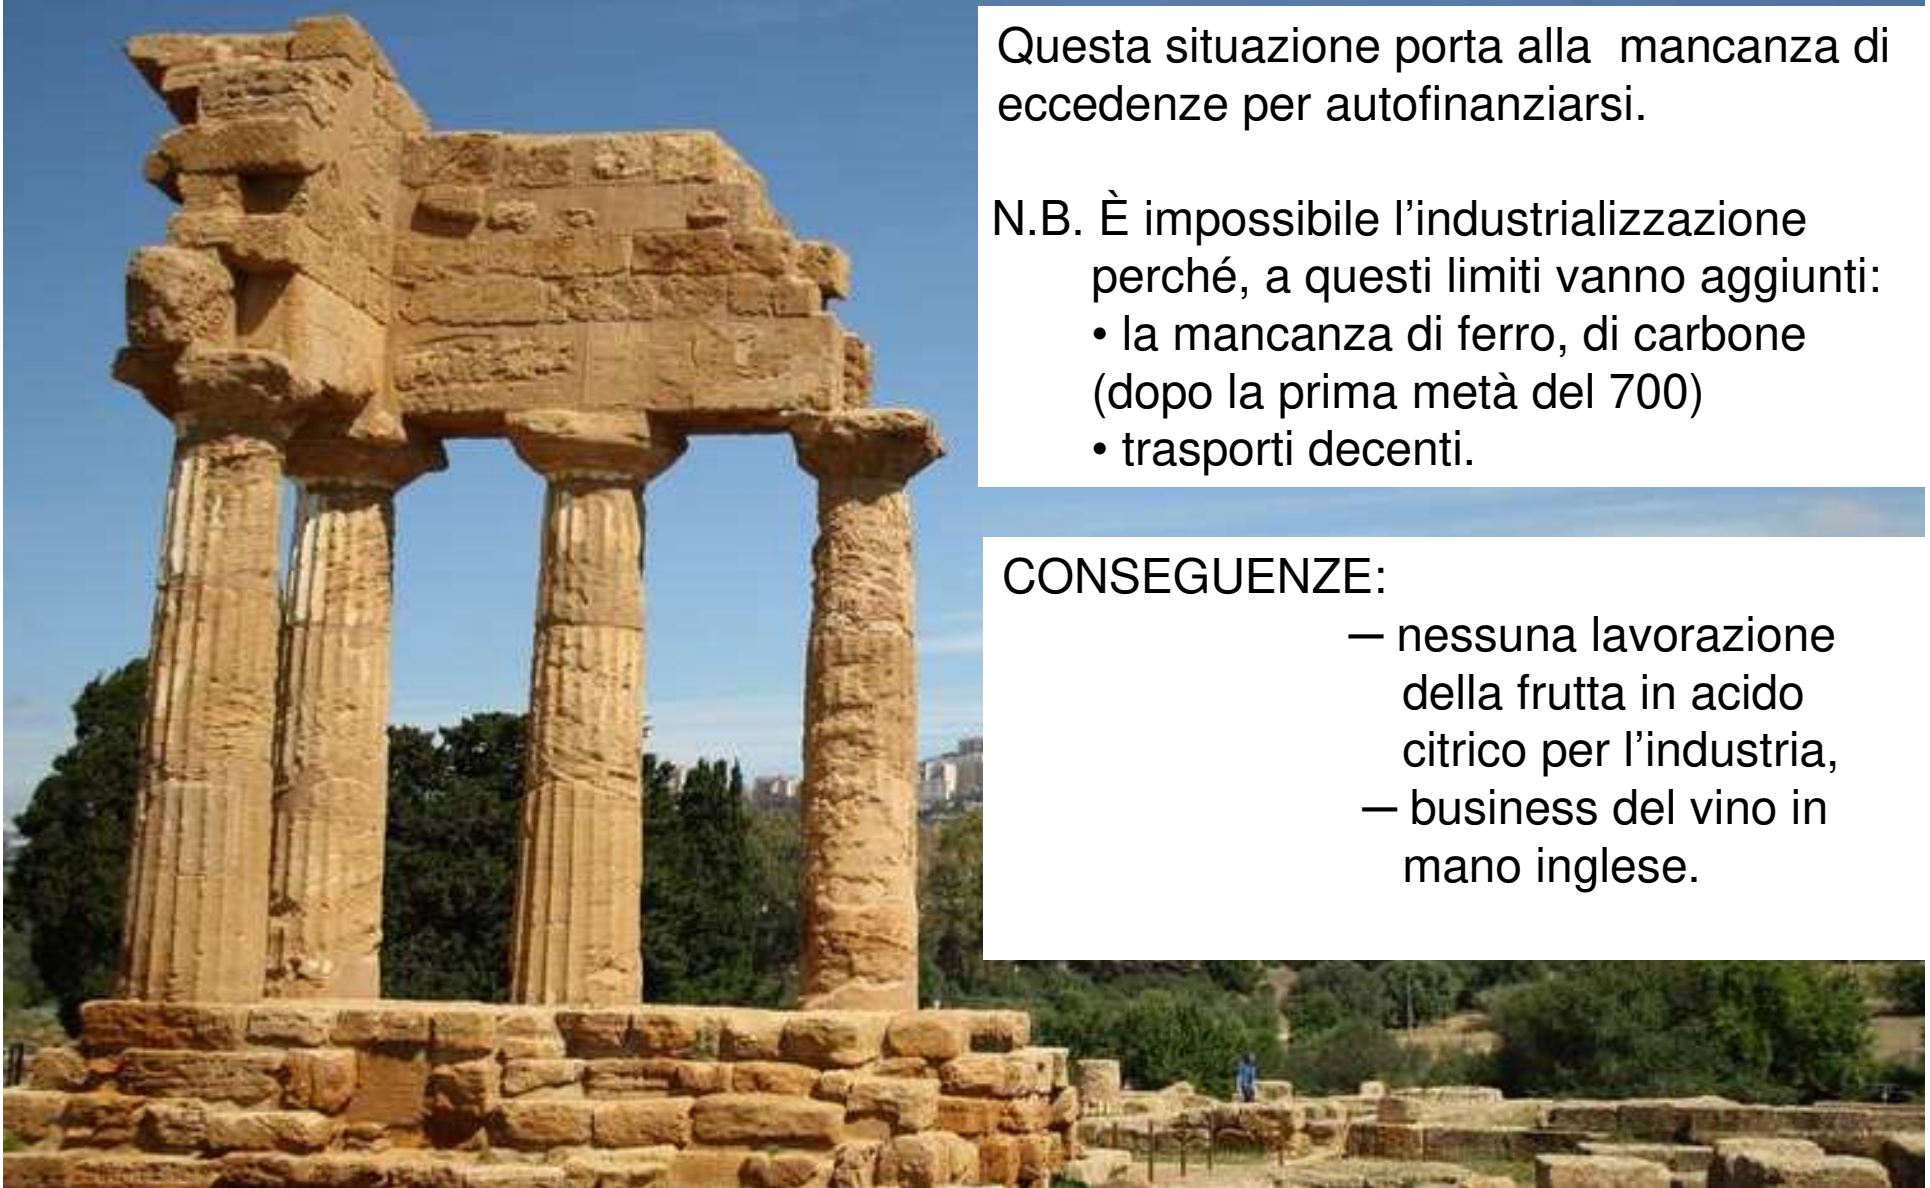 Questa situazione porta alla  mancanza di
eccedenze per autofinanziarsi.
N.B. È impossibile l’industrializzazione
perché, a questi limiti vanno aggiunti:
• la mancanza di ferro, di carbone
(dopo la prima metà del 700)
• trasporti decenti.
CONSEGUENZE:
─ nessuna lavorazione
della frutta in acido
citrico per l’industria,
─ business del vino in
mano inglese.